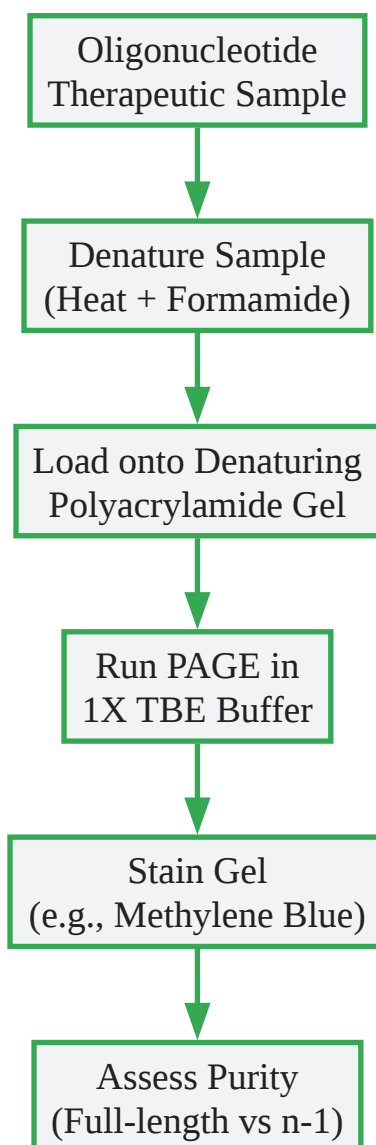 Oligonucleotide
Therapeutic Sample
Denature Sample
(Heat + Formamide)
Load onto Denaturing
Polyacrylamide Gel
Run PAGE in
1X TBE Buffer
Stain Gel
(e.g., Methylene Blue)
Assess Purity
(Full-length vs n-1)